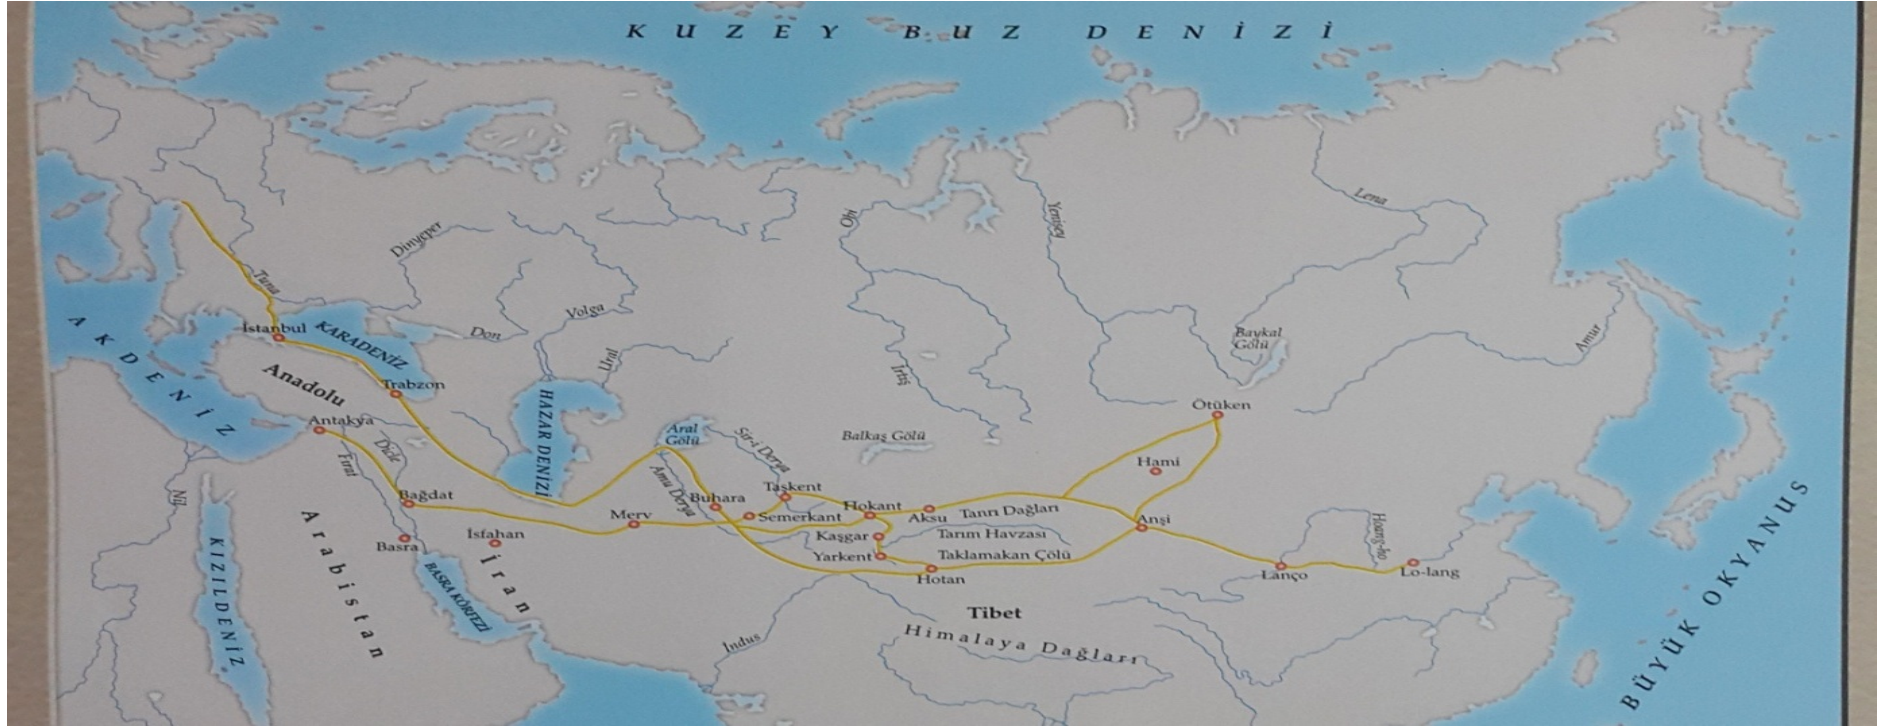 KUZEY BUZ DENİZİ
Lena
Obi
Yenisey
Dinyeper
Tuna
Volga
Don
Ural
İrtiş
Baykal
Gölü
Amur
AKDENİZ
İstanbul
KARADENİZ
Anadolu
Trabzon
Antakya
HAZAR DENİZİ
Aral
Gölü
Sir-i Derya
Balkaş Gölü
Ötüken
Hami
Dicle
Fırat
Nil
Bağdat
Amu Derya
Buhara
Taşkent
Merv
Semerkant
Hokant
Aksu
Tanrı Dağları
Anşi
Hoang-ho
Basra
İsfahan
İran
Kaşgar
Tarım Havzası
Yarkent
Taklamakan Çölü
Hotan
Lanço
Lo-lang
KIZILDENİZ
Arabistan
BASRA KÖRFEZİ
İndus
Tibet
Himalaya Dağları
BÜYÜK OKYANUS